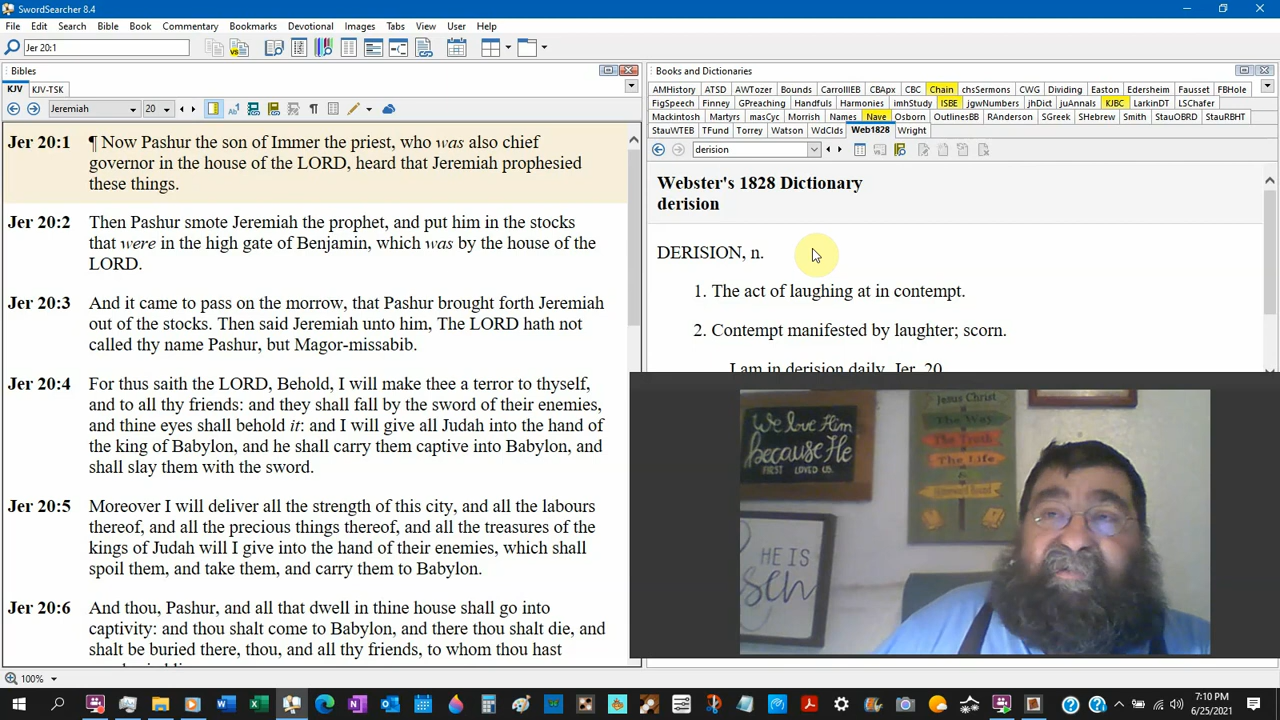 SwordSearcher 8.4
File Edit Search Bible Book Commentary Bookmarks Devotional Images Tabs View User Help
Jer 20:1
Bibles
KJV KJV-TSK
Jeremiah 20
Jer 20:1 ¶ Now Pashur the son of Immer the priest, who was also chief
governor in the house of the LORD, heard that Jeremiah prophesied
these things.
Jer 20:2 Then Pashur smote Jeremiah the prophet, and put him in the stocks
that were in the high gate of Benjamin, which was by the house of the
LORD.
Jer 20:3 And it came to pass on the morrow, that Pashur brought forth Jeremiah
out of the stocks. Then said Jeremiah unto him, The LORD hath not
called thy name Pashur, but Magor-missabib.
Jer 20:4 For thus saith the LORD, Behold, I will make thee a terror to thyself,
and to all thy friends: and they shall fall by the sword of their enemies,
and thine eyes shall behold it: and I will give all Judah into the hand of
the king of Babylon, and he shall carry them captive into Babylon, and
shall slay them with the sword.
Jer 20:5 Moreover I will deliver all the strength of this city, and all the labours
thereof, and all the precious things thereof, and all the treasures of the
kings of Judah will I give into the hand of their enemies, which shall
spoil them, and take them, and carry them to Babylon.
Jer 20:6 And thou, Pashur, and all that dwell in thine house shall go into
captivity: and thou shalt come to Babylon, and there thou shalt die, and
shalt be buried there, thou, and all thy friends, to whom thou hast
100%
Books and Dictionaries
AMHistory ATSD AWTozer Bounds CarrollIEB CBApx CBC Chain chsSermons CWG Dividing Easton Edersheim Fausset FBHole
FigSpeech Finney GPreaching Handfuls Harmonies imhStudy ISBE jgwNumbers jhDict juAnnals KJBC LarkinDT LSChafer
Mackintosh Martyrs masCyc Morrish Names Nave Osborn OutlinesBB RAnderson SGreek SHebrew Smith StauOBRD StauRBHT
StauWTEB TFund Torrey Watson WdClds Web1828 Wright
derision
Webster's 1828 Dictionary
derision
DERISION, n.
1. The act of laughing at in contempt.
2. Contempt manifested by laughter; scorn.
I am in derision daily. Jer. 20.
We love Him
because He
FIRST LOVED US.
Jesus Christ
The Way
The Truth
The Life
HE IS
7:10 PM
6/25/2021